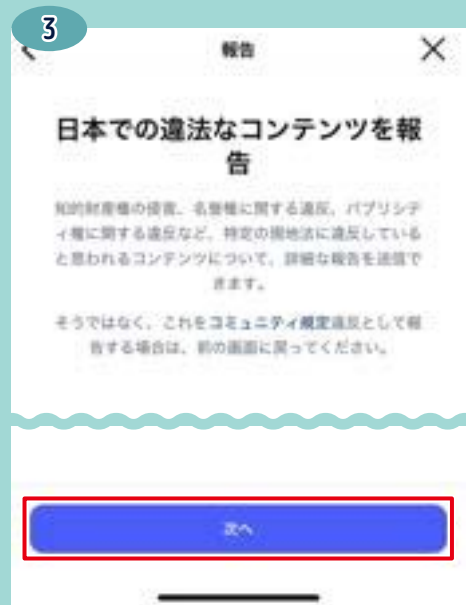 3
報告
日本での違法なコンテンツを報
告
知的財産権の侵害、名誉権に関する違反、パブリシテ
ィ権に関する違反など、特定の現地法に違反している
と思われるコンテンツについて、詳細な報告を送信で
きます。
そうではなく、これをコミュニティ規定違反として報
告する場合は、前の画面に戻ってください。
次へ